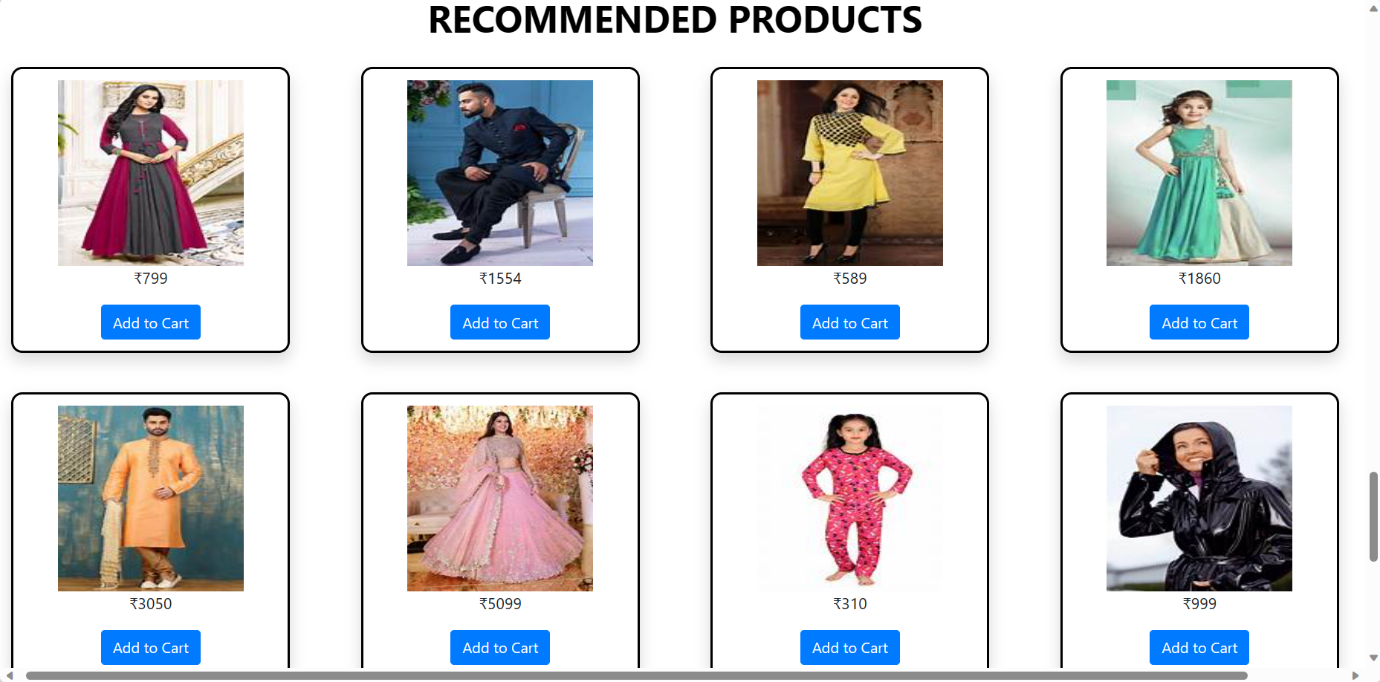 RECOMMENDED PRODUCTS
₹799
₹1554
₹589
₹1860
Add to Cart
Add to Cart
Add to Cart
Add to Cart
₹3050
₹5099
₹310
₹999
Add to Cart
Add to Cart
Add to Cart
Add to Cart